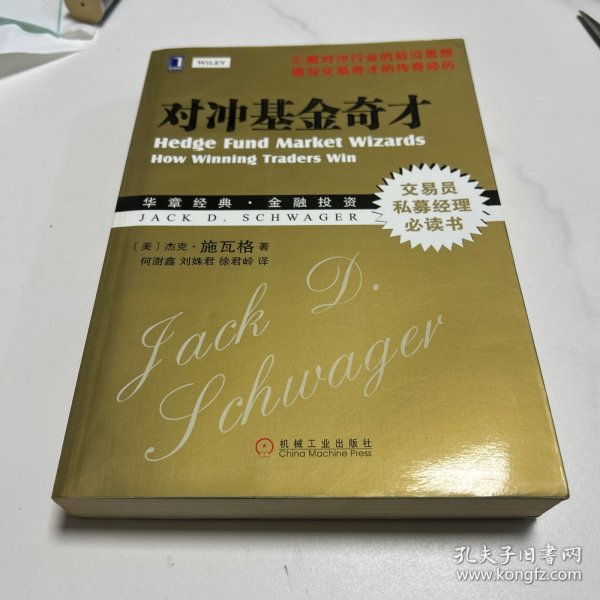 WILEY
汇聚对冲行业的前沿思想
谱写交易奇才的传奇经历
对冲基金奇才
Hedge Fund Market Wizards
How Winning Traders Win
华章经典·金融投资
JACK D. SCHWAGER
交易员
私募经理
必读书
〔美〕杰克·施瓦格 著
何澍鑫 刘姝君 徐君岭 译
Jack D.
Schwager
机械工业出版社
China Machine Press
孔夫子旧书网
www.kongfz.com